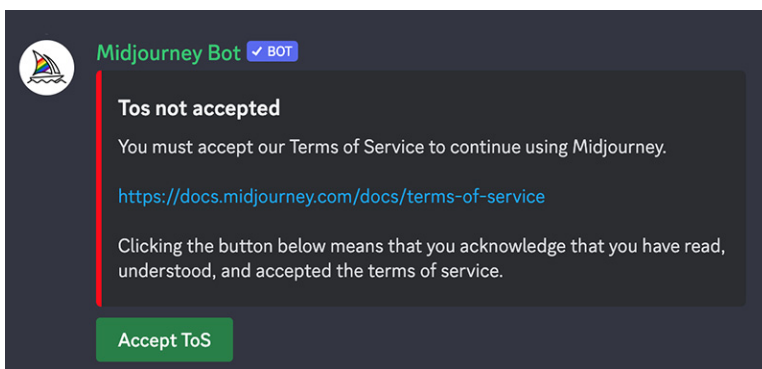 Midjourney Bot ✓ BOT
Tos not accepted
You must accept our Terms of Service to continue using Midjourney.
https://docs.midjourney.com/docs/terms-of-service
Clicking the button below means that you acknowledge that you have read,
understood, and accepted the terms of service.
Accept ToS